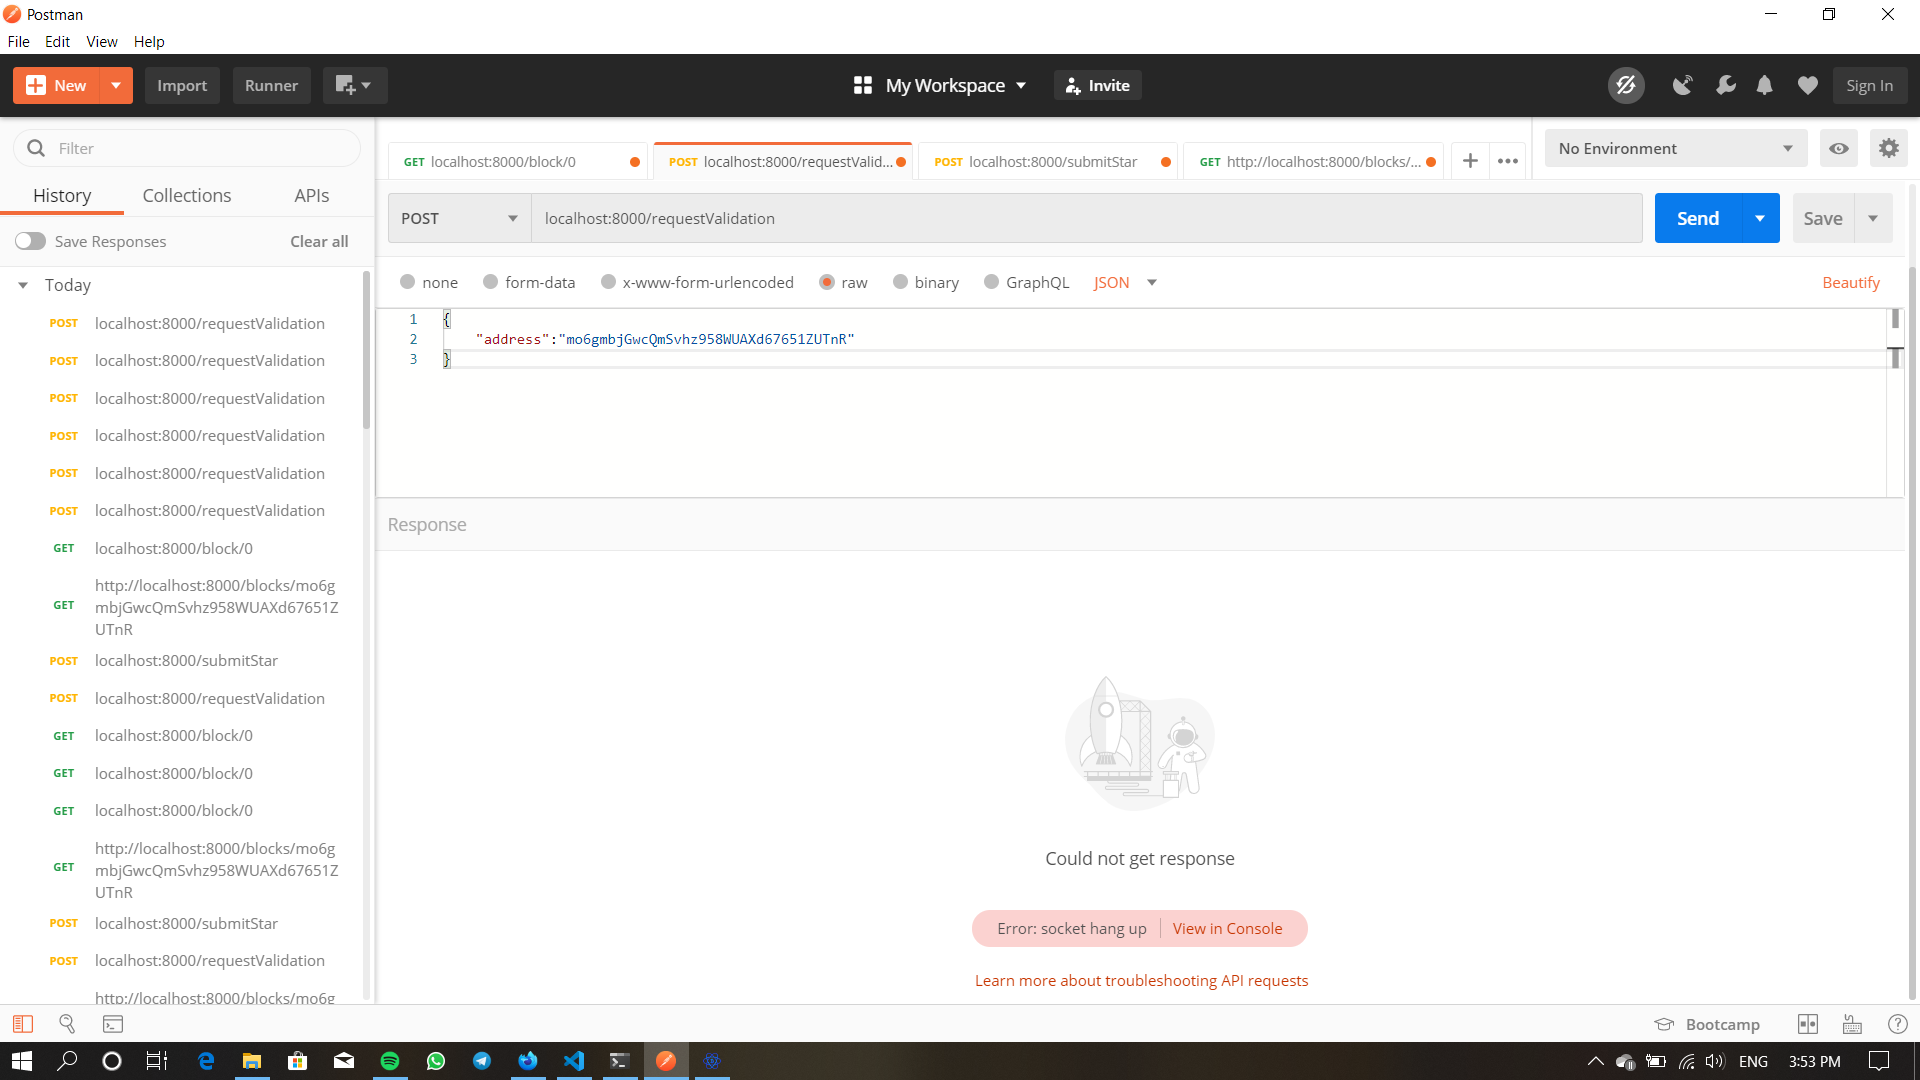 Postman
File Edit View Help
New Import Runner My Workspace Invite Sign In
Filter
History Collections APIs
Save Responses Clear all
Today
POST localhost:8000/requestValidation
POST localhost:8000/requestValidation
POST localhost:8000/requestValidation
POST localhost:8000/requestValidation
POST localhost:8000/requestValidation
POST localhost:8000/requestValidation
GET localhost:8000/block/0
GET http://localhost:8000/blocks/mo6g
mbjGwcQmSvhz958WUAXd67651Z
UTnR
POST localhost:8000/submitStar
POST localhost:8000/requestValidation
GET localhost:8000/block/0
GET localhost:8000/block/0
GET localhost:8000/block/0
GET http://localhost:8000/blocks/mo6g
mbjGwcQmSvhz958WUAXd67651Z
UTnR
POST localhost:8000/submitStar
POST localhost:8000/requestValidation
http://localhost:8000/blocks/mo6g
GET localhost:8000/block/0 POST localhost:8000/requestValid... POST localhost:8000/submitStar GET http://localhost:8000/blocks/... No Environment
POST localhost:8000/requestValidation Send Save
none form-data x-www-form-urlencoded raw binary GraphQL JSON Beautify
1 {
2 "address":"mo6gmbjGwcQmSvhz958WUAXd67651ZUTnR"
3 }
Response
Could not get response
Error: socket hang up View in Console
Learn more about troubleshooting API requests
Bootcamp
ENG 3:53 PM